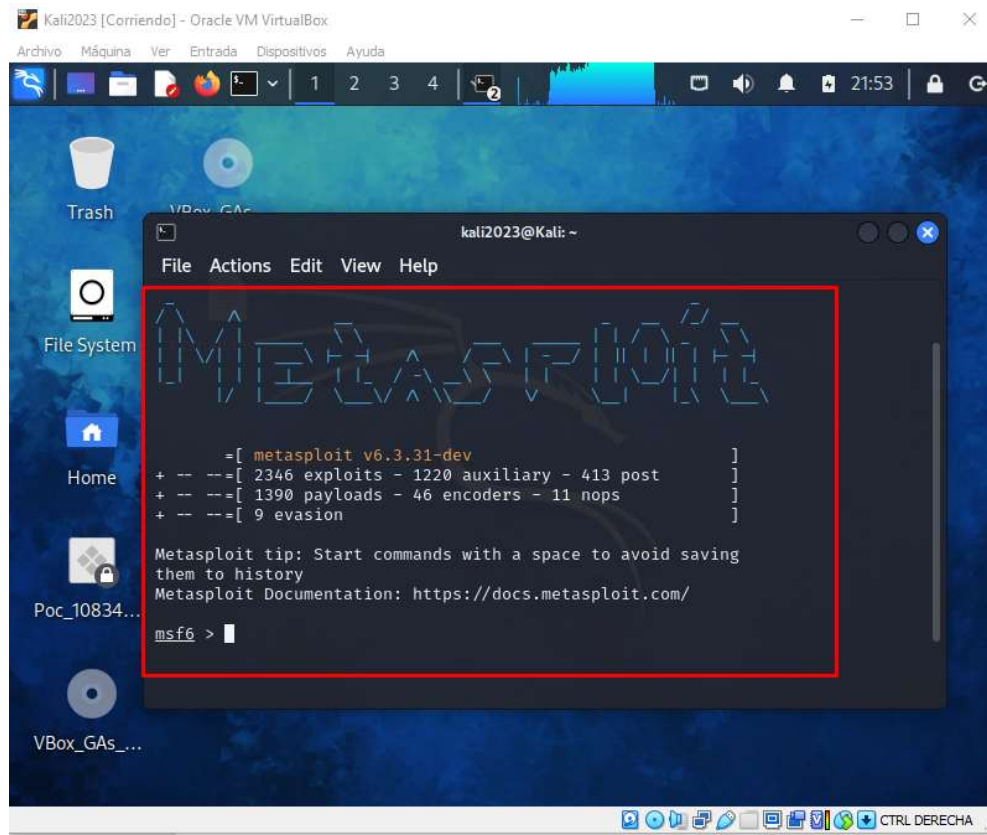 Kali2023 [Corriendo] - Oracle VM VirtualBox
Archivo Máquina Ver Entrada Dispositivos Ayuda
1 2 3 4 2 21:53
Trash
VBox_GAs_
kali2023@Kali: ~
File Actions Edit View Help
File System
METASPLOIT
=[ metasploit v6.3.31-dev ]
+ -- --=[ 2346 exploits - 1220 auxiliary - 413 post ]
+ -- --=[ 1390 payloads - 46 encoders - 11 nops ]
+ -- --=[ 9 evasion ]
Home
Metasploit tip: Start commands with a space to avoid saving
them to history
Metasploit Documentation: https://docs.metasploit.com/
Poc_10834...
msf6 >
VBox_GAs_...
CTRL DERECHA